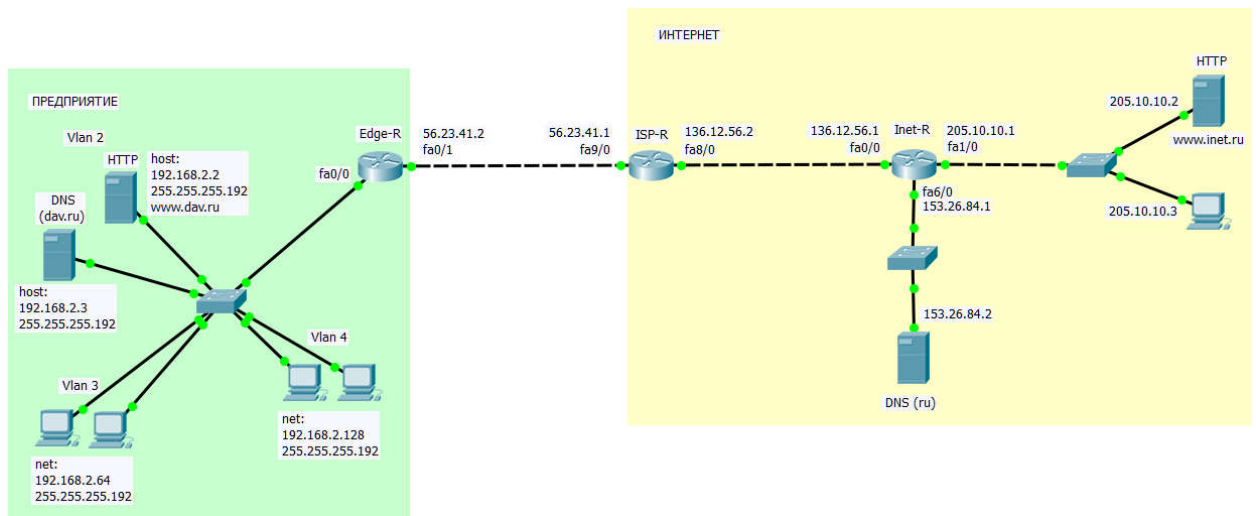 ПРЕДПРИЯТИЕ
Vlan 2
HTTP
host:
192.168.2.2
255.255.255.192
www.dav.ru
DNS
(dav.ru)
host:
192.168.2.3
255.255.255.192
Vlan 3
net:
192.168.2.64
255.255.255.192
Vlan 4
net:
192.168.2.128
255.255.255.192
Edge-R
fa0/0
56.23.41.2
fa0/1
ИНТЕРНЕТ
56.23.41.1
fa9/0
ISP-R
136.12.56.2
fa8/0
136.12.56.1
fa0/0
Inet-R
205.10.10.1
fa1/0
fa6/0
153.26.84.1
153.26.84.2
DNS (ru)
HTTP
205.10.10.2
www.inet.ru
205.10.10.3